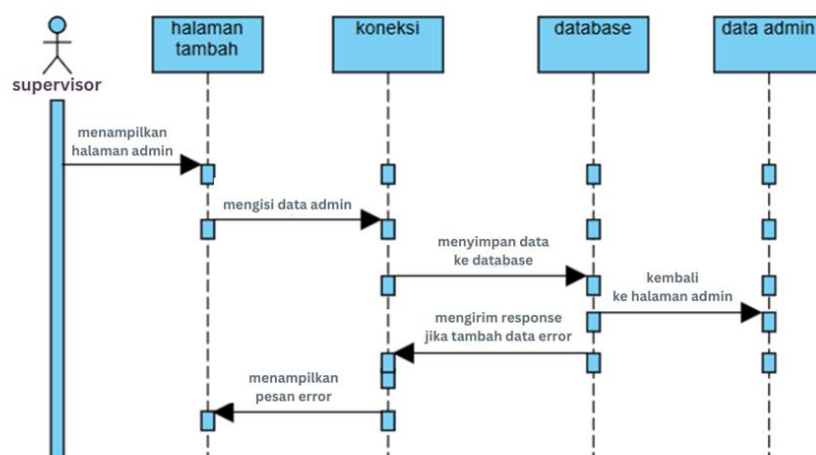 halaman
tambah
koneksi
database
data admin
supervisor
menampilkan
halaman admin
mengisi data admin
menyimpan data
ke database
kembali
ke halaman admin
mengirim response
jika tambah data error
menampilkan
pesan error